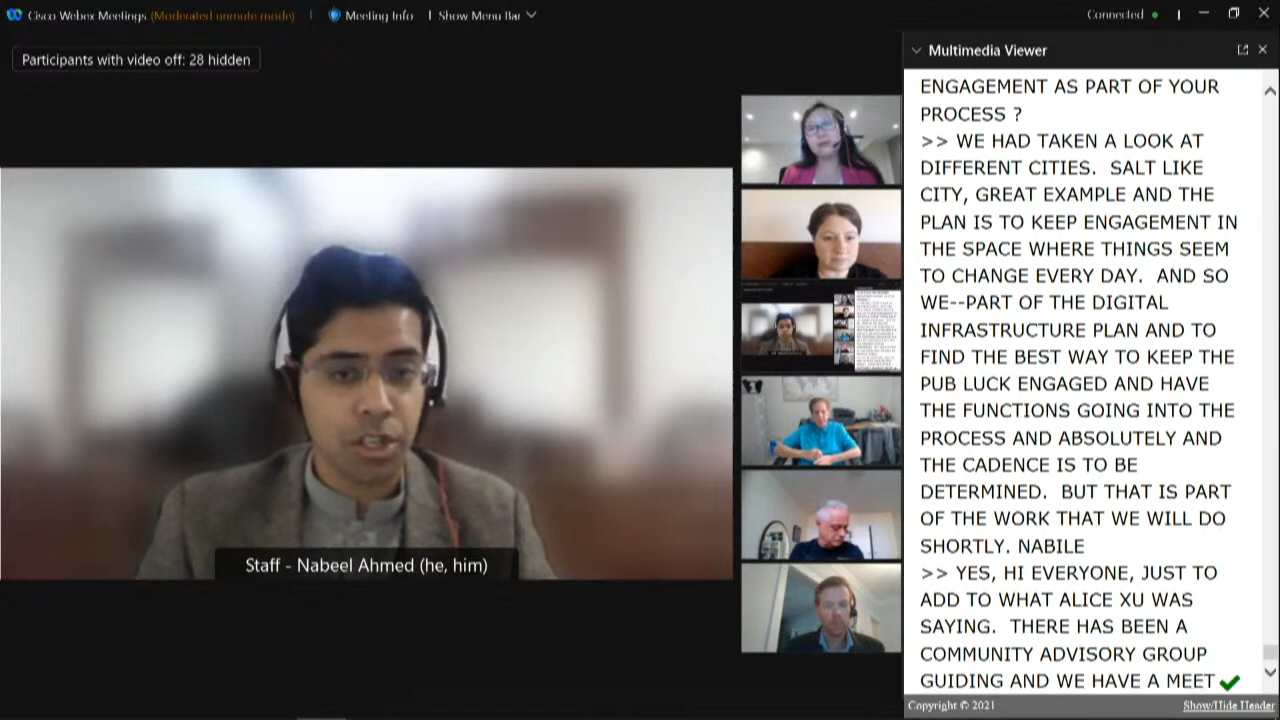 Cisco Webex Meetings (Moderated unmute mode) | Meeting Info | Show Menu Bar
Connected
Participants with video off: 28 hidden
Staff - Nabeel Ahmed (he, him)
Multimedia Viewer
ENGAGEMENT AS PART OF YOUR
PROCESS ?
>> WE HAD TAKEN A LOOK AT
DIFFERENT CITIES. SALT LIKE
CITY, GREAT EXAMPLE AND THE
PLAN IS TO KEEP ENGAGEMENT IN
THE SPACE WHERE THINGS SEEM
TO CHANGE EVERY DAY. AND SO
WE--PART OF THE DIGITAL
INFRASTRUCTURE PLAN AND TO
FIND THE BEST WAY TO KEEP THE
PUB LUCK ENGAGED AND HAVE
THE FUNCTIONS GOING INTO THE
PROCESS AND ABSOLUTELY AND
THE CADENCE IS TO BE
DETERMINED. BUT THAT IS PART
OF THE WORK THAT WE WILL DO
SHORTLY. NABILE
>> YES, HI EVERYONE, JUST TO
ADD TO WHAT ALICE XU WAS
SAYING. THERE HAS BEEN A
COMMUNITY ADVISORY GROUP
GUIDING AND WE HAVE A MEET
Copyright © 2021
Show/Hide Header